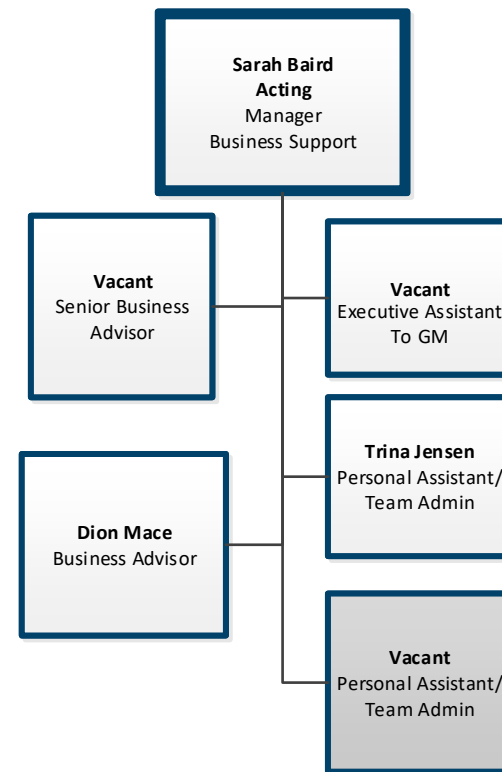 Sarah Baird
Acting
Manager
Business Support
Vacant
Senior Business
Advisor
Vacant
Executive Assistant
To GM
Trina Jensen
Personal Assistant/
Team Admin
Dion Mace
Business Advisor
Vacant
Personal Assistant/
Team Admin